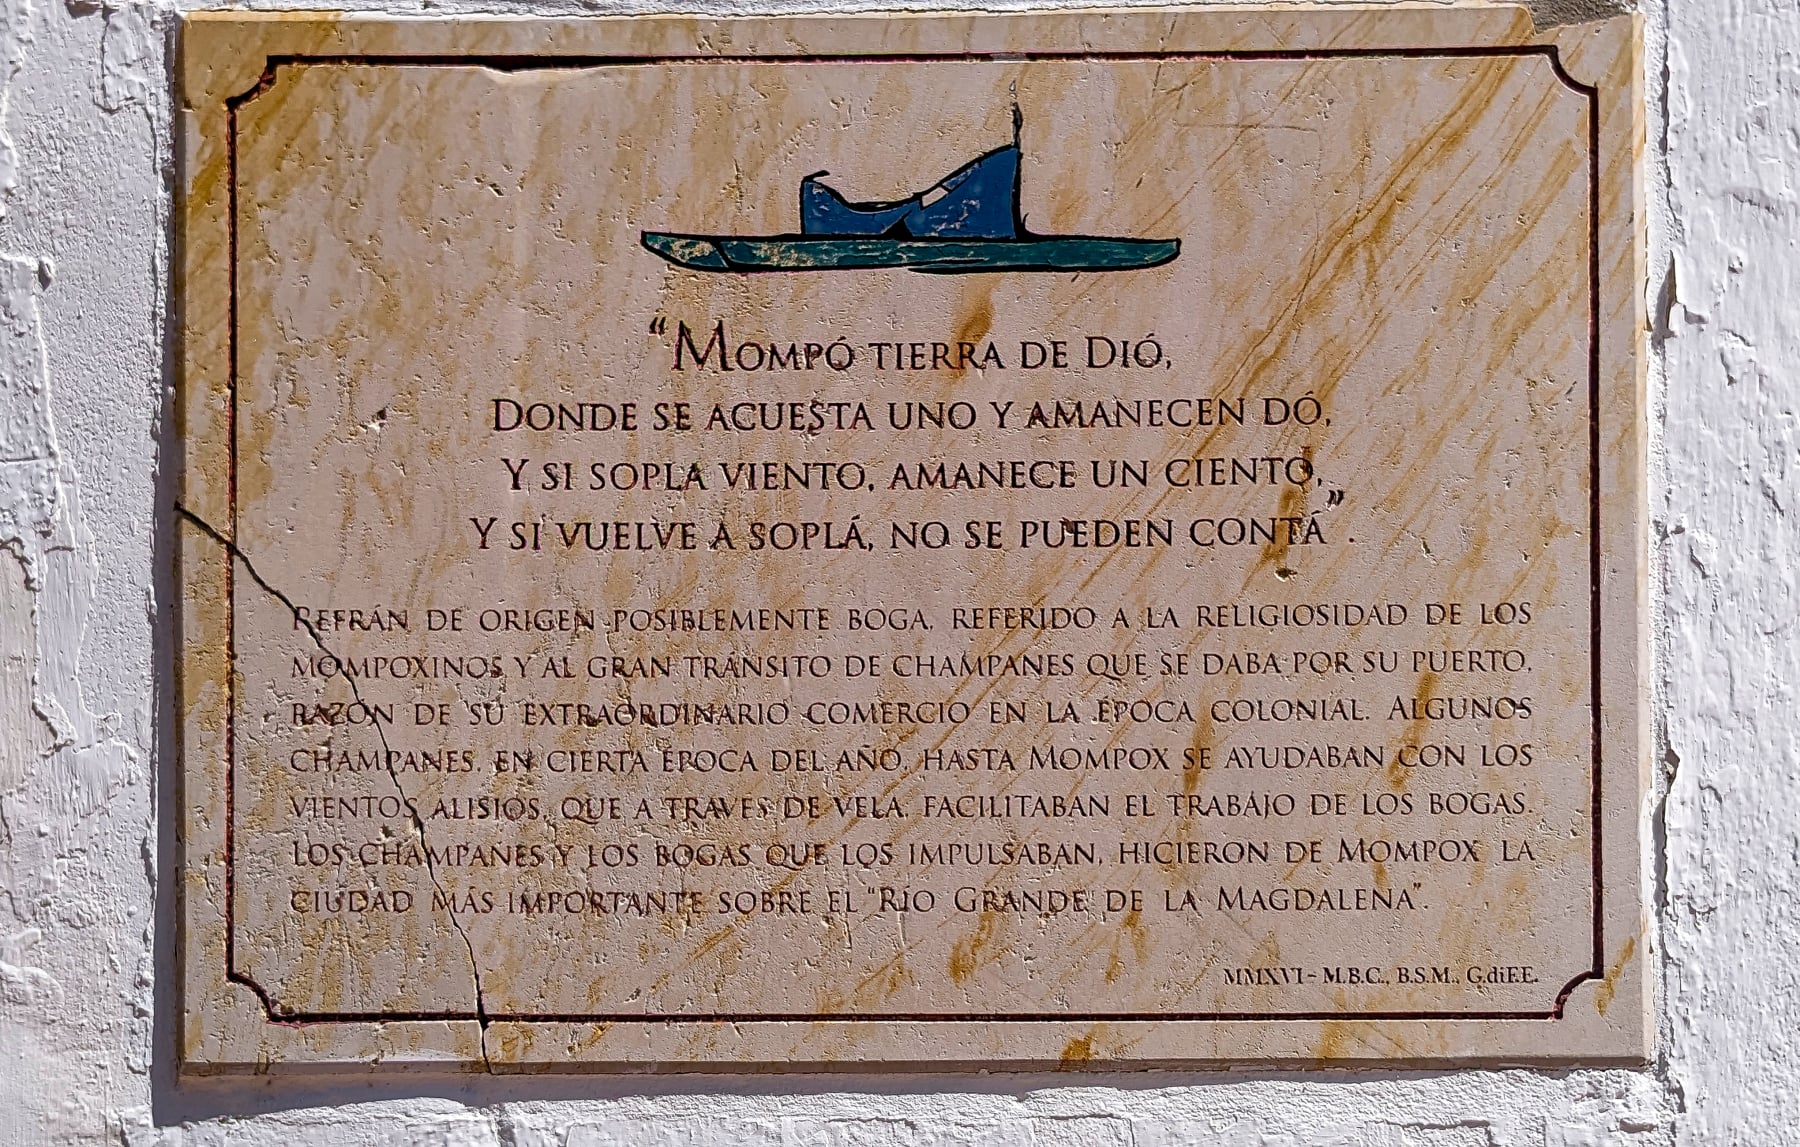 “Mompó tierra de Dió,
donde se acuesta uno y amanecen dó,
y si sopla viento, amanece un ciento,
y si vuelve a soplá, no se pueden contá”.
Refrán de origen posiblemente boga, referido a la religiosidad de los
mompoxinos y al gran tránsito de champanes que se daba por su puerto,
razón de su extraordinario comercio en la época colonial. Algunos
champanes, en cierta época del año, hasta Mompox se ayudaban con los
vientos alisios, que a través de vela, facilitaban el trabajo de los bogas.
Los champanes y los bogas que los impulsaban, hicieron de Mompox la
ciudad más importante sobre el “Río Grande de la Magdalena”.
MMXVI- M.B.C., B.S.M., G.diF.F.